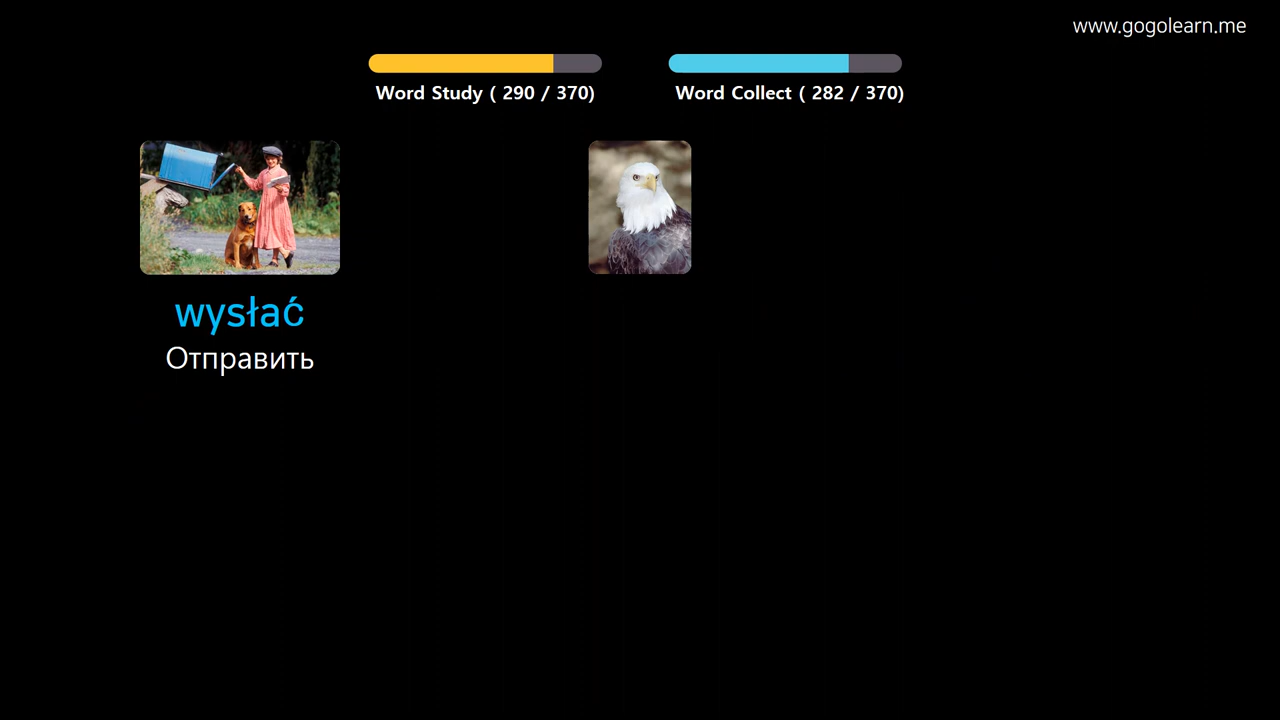 www.gogolearn.me
Word Study ( 290 / 370)
Word Collect ( 282 / 370)
wysłać
Отправить